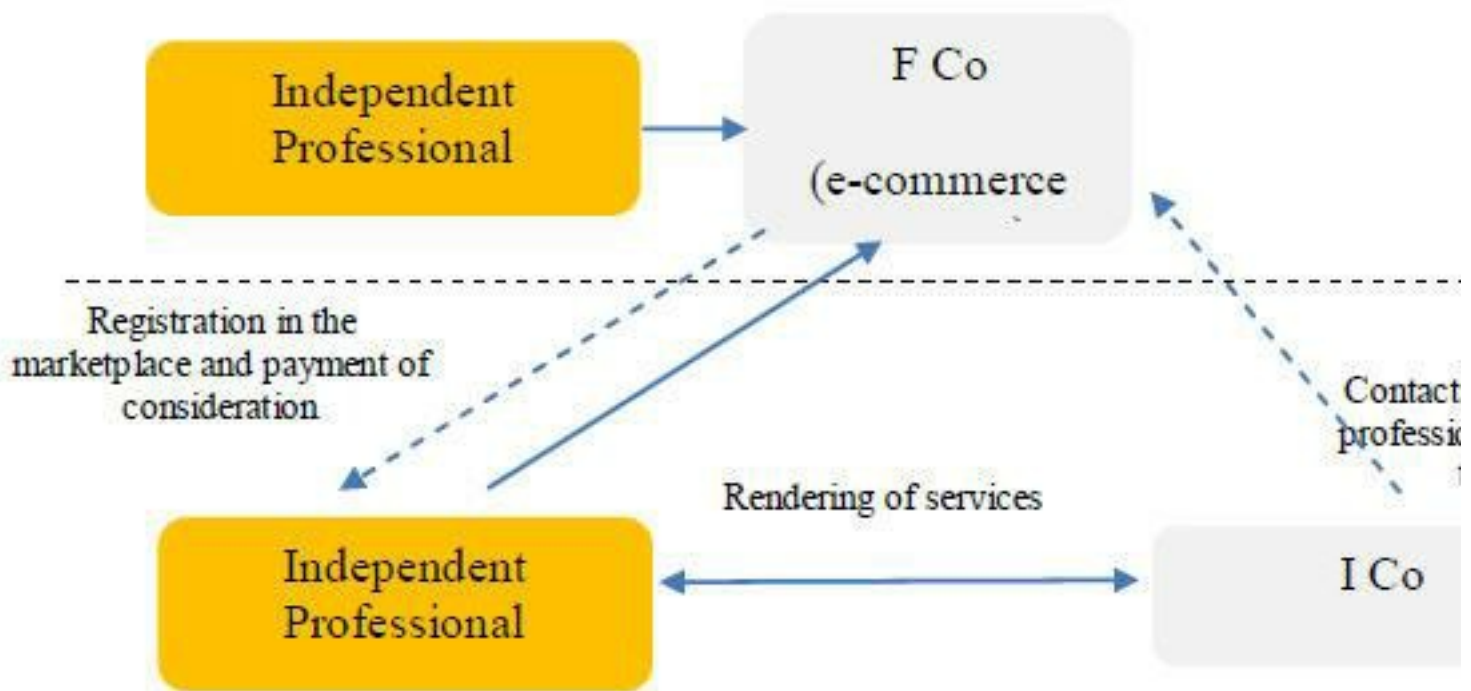 Independent
Professional
F Co
(e-commerce
Registration in the
marketplace and payment of
consideration
Rendering of services
Independent
Professional
I Co